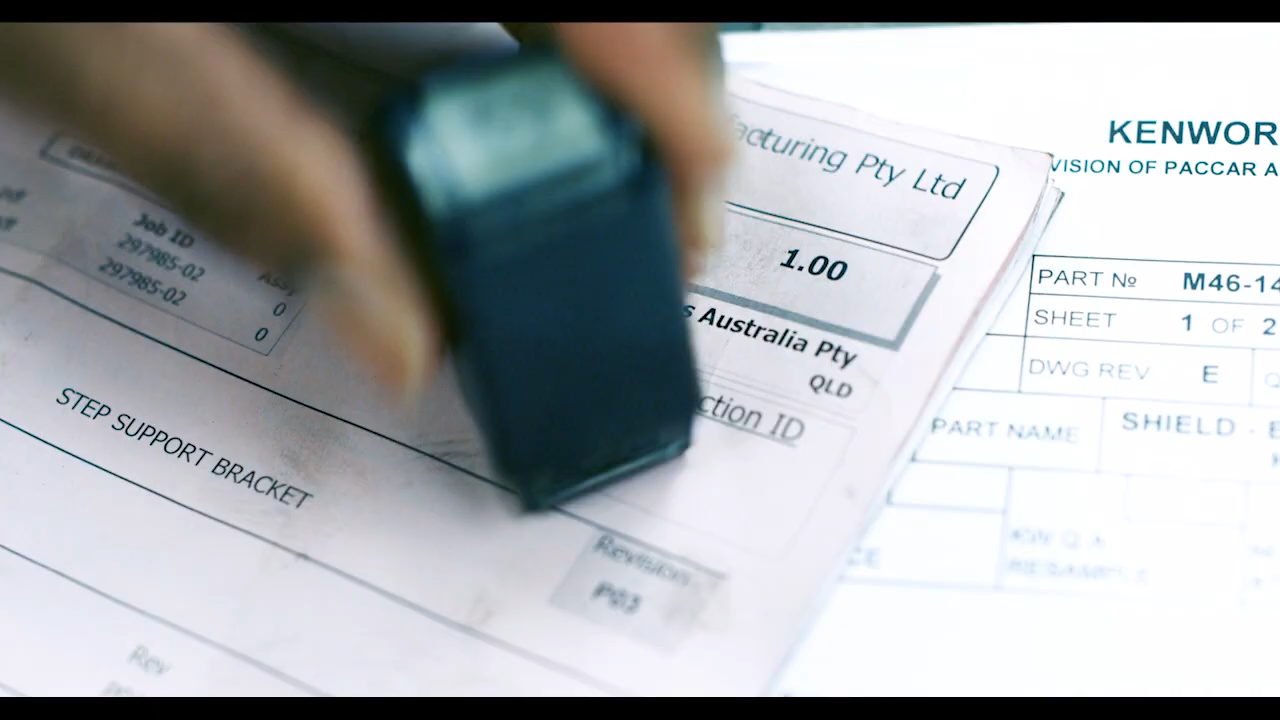 acturing Pty Ltd
1.00
s Australia Pty
QLD
ction ID
Job ID
297985-02
297985-02
0
0
STEP SUPPORT BRACKET
Revision
P03
Rev
KENWOR
VISION OF PACCAR A
PART Nº M46-14
SHEET 1 OF 2
DWG REV E
PART NAME SHIELD - E